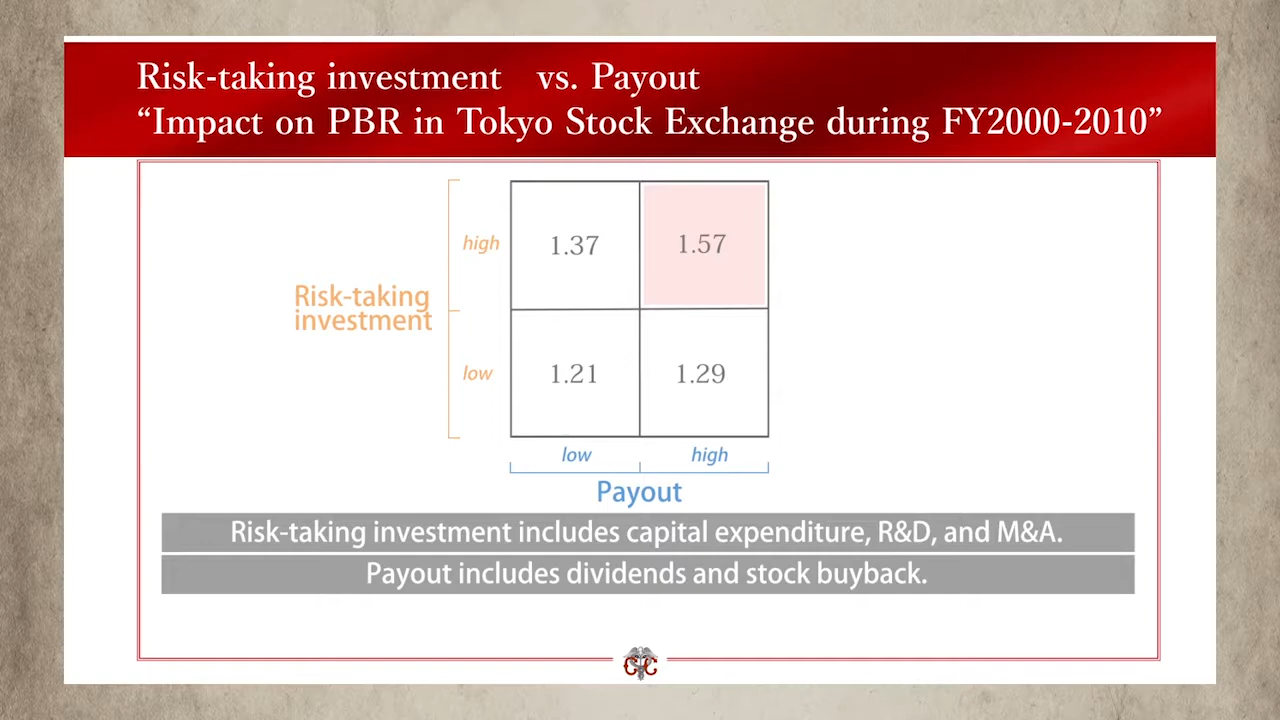 Risk-taking investment vs. Payout
“Impact on PBR in Tokyo Stock Exchange during FY2000-2010”
high
1.37
1.57
Risk-taking
investment
low
1.21
1.29
low
high
Payout
Risk-taking investment includes capital expenditure, R&D, and M&A.
Payout includes dividends and stock buyback.